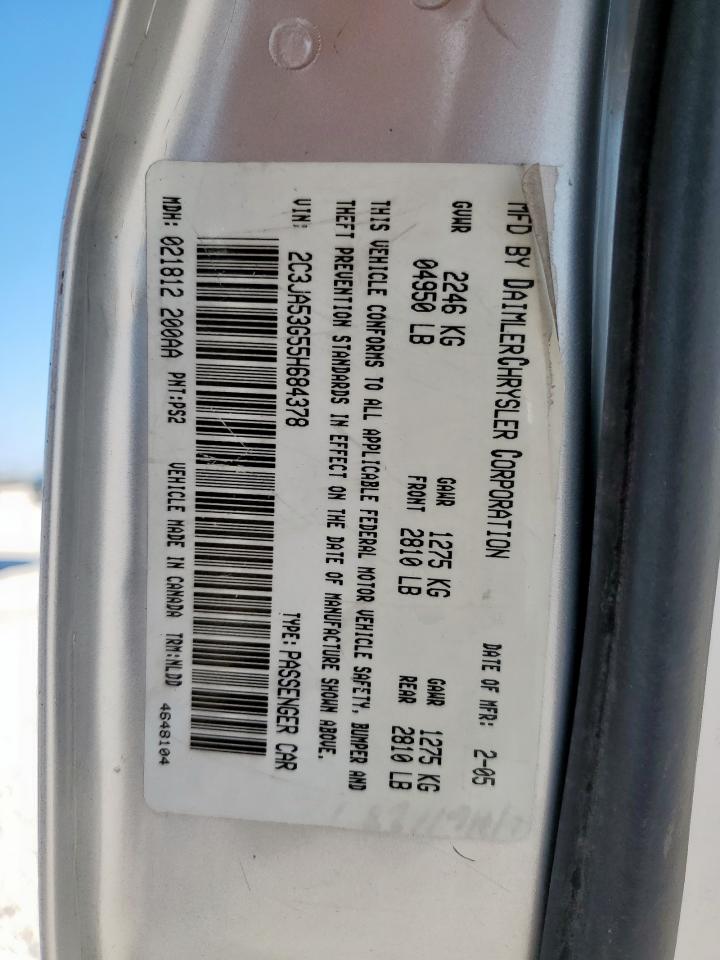 MFD BY DAIMLERCHRYSLER CORPORATION DATE OF MFR: 2-05
GVWR 2246 KG GAWR 1275 KG GAWR 1275 KG
04950 LB FRONT 2810 LB REAR 2810 LB
THIS VEHICLE CONFORMS TO ALL APPLICABLE FEDERAL MOTOR VEHICLE SAFETY, BUMPER AND
THEFT PREVENTION STANDARDS IN EFFECT ON THE DATE OF MANUFACTURE SHOWN ABOVE.
VIN: 2C3JA53G55H684378 TYPE: PASSENGER CAR
MDH: 021812 200AA PNT:PS2 VEHICLE MADE IN CANADA TRM:NLDD
4648104